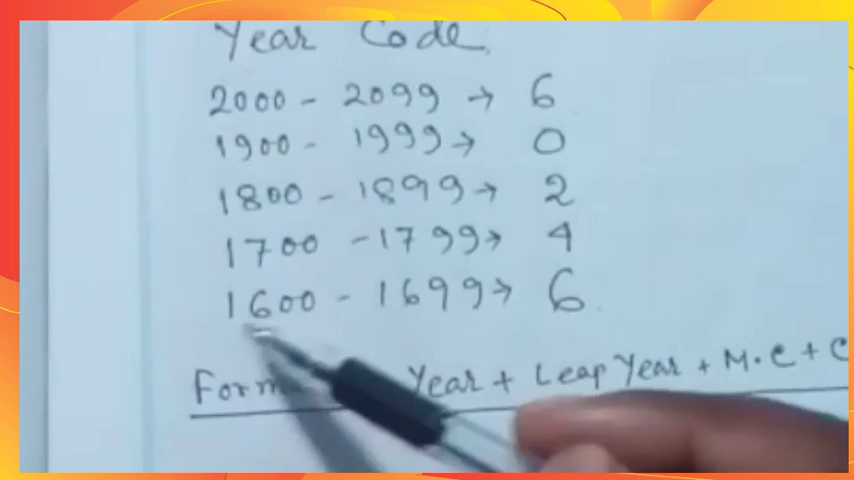 Year Code
2000 - 2099 → 6
1900 - 1999 → 0
1800 - 1899 → 2
1700 - 1799 → 4
1600 - 1699 → 6
Year + Leap Year + M.C +